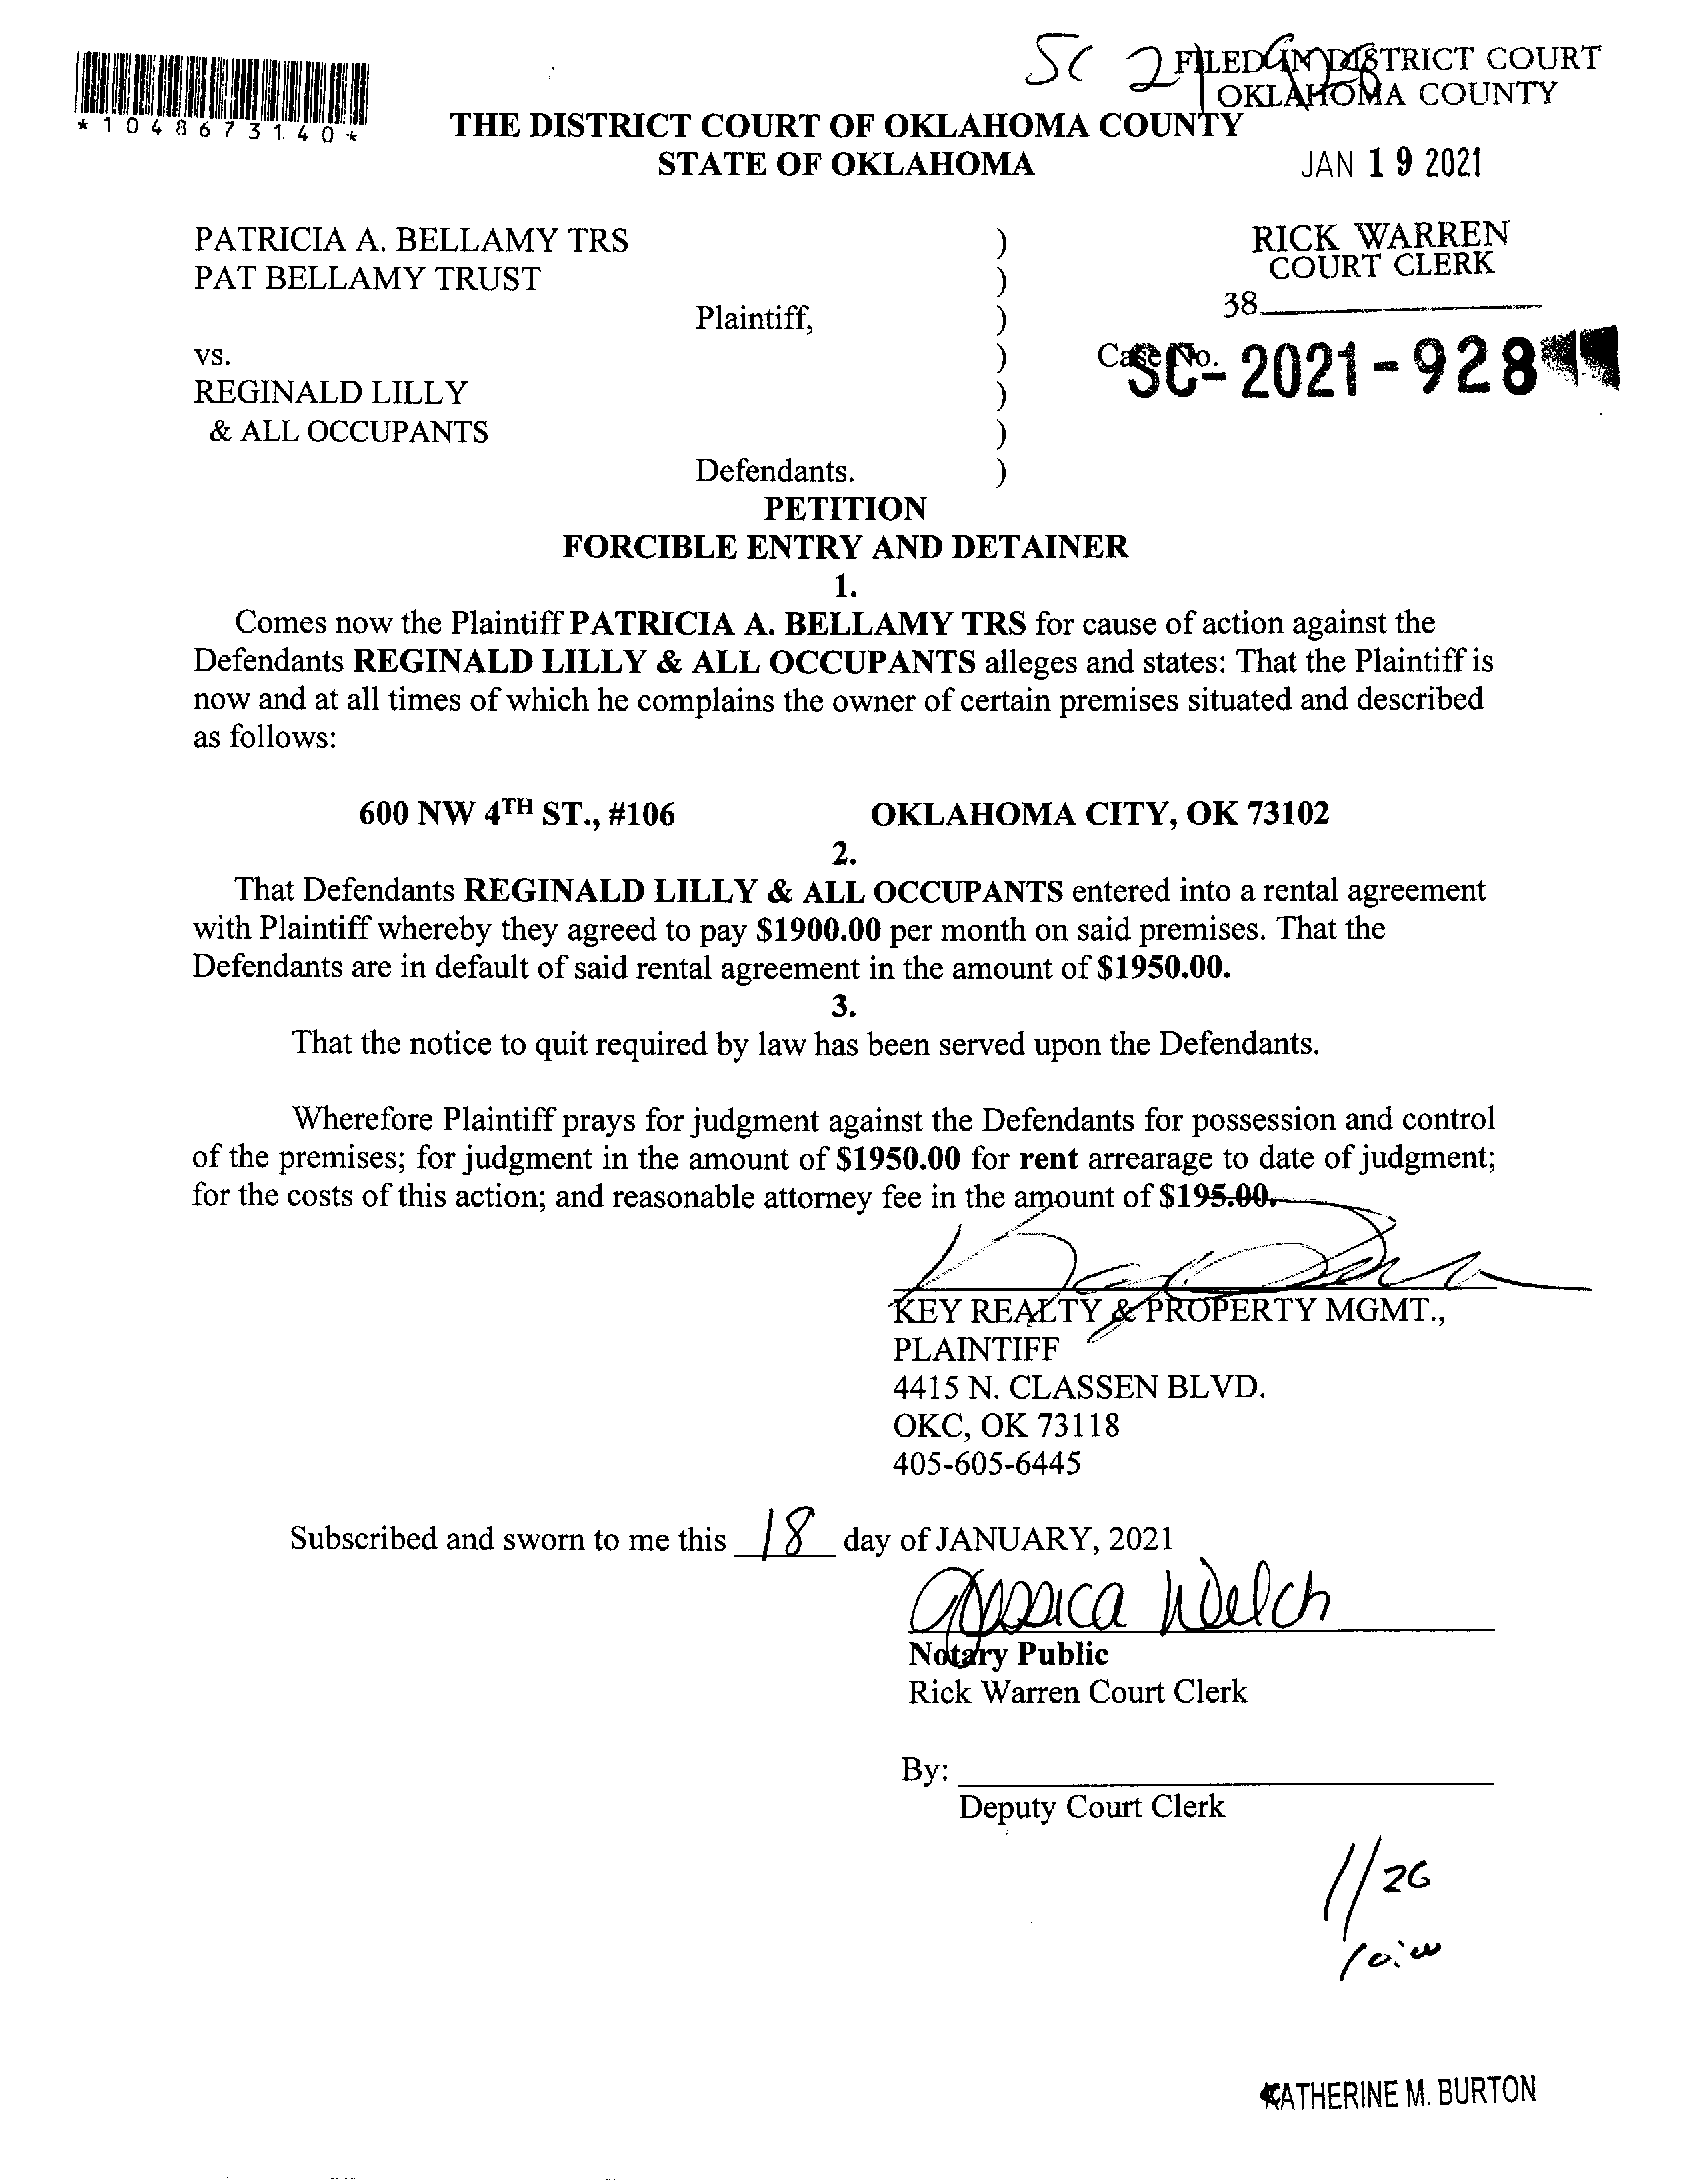 SC 21 928
FILED IN DISTRICT COURT
OKLAHOMA COUNTY
*1048673140*
THE DISTRICT COURT OF OKLAHOMA COUNTY
STATE OF OKLAHOMA
JAN 19 2021
PATRICIA A. BELLAMY TRS )
PAT BELLAMY TRUST )
Plaintiff, )
vs. )
REGINALD LILLY )
& ALL OCCUPANTS )
Defendants. )
RICK WARREN
COURT CLERK
38
Case No.
SC-2021-928
PETITION
FORCIBLE ENTRY AND DETAINER
1.
Comes now the Plaintiff PATRICIA A. BELLAMY TRS for cause of action against the
Defendants REGINALD LILLY & ALL OCCUPANTS alleges and states: That the Plaintiff is
now and at all times of which he complains the owner of certain premises situated and described
as follows:
600 NW 4TH ST., #106 OKLAHOMA CITY, OK 73102
2.
That Defendants REGINALD LILLY & ALL OCCUPANTS entered into a rental agreement
with Plaintiff whereby they agreed to pay $1900.00 per month on said premises. That the
Defendants are in default of said rental agreement in the amount of $1950.00.
3.
That the notice to quit required by law has been served upon the Defendants.
Wherefore Plaintiff prays for judgment against the Defendants for possession and control
of the premises; for judgment in the amount of $1950.00 for rent arrearage to date of judgment;
for the costs of this action; and reasonable attorney fee in the amount of $195.00.
KEY REALTY & PROPERTY MGMT.,
PLAINTIFF
4415 N. CLASSEN BLVD.
OKC, OK 73118
405-605-6445
Subscribed and sworn to me this 18 day of JANUARY, 2021
Jessica Welch
Notary Public
Rick Warren Court Clerk
By:
Deputy Court Clerk
1/26
10:00
KATHERINE M. BURTON